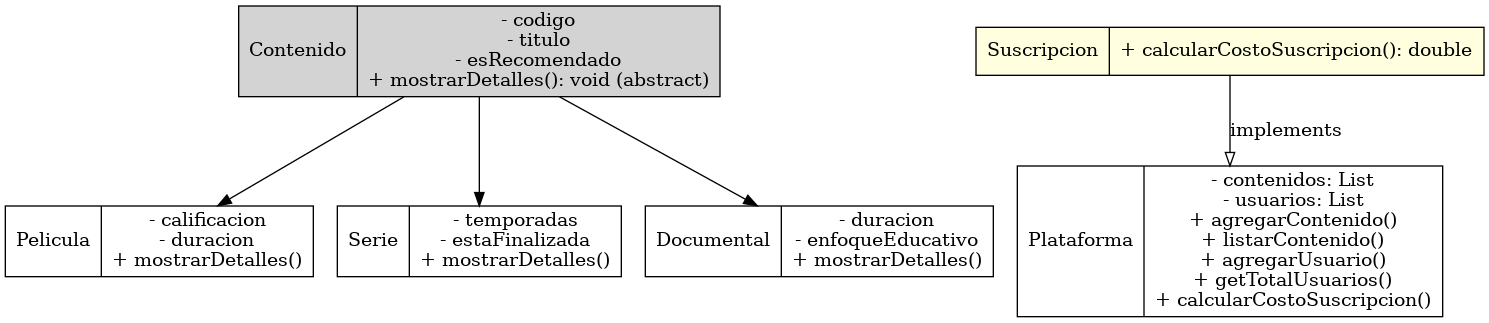 Contenido
- codigo
- titulo
- esRecomendado
+ mostrarDetalles(): void (abstract)
Suscripcion
+ calcularCostoSuscripcion(): double
implements
Pelicula
- calificacion
- duracion
+ mostrarDetalles()
Serie
- temporadas
- estaFinalizada
+ mostrarDetalles()
Documental
- duracion
- enfoqueEducativo
+ mostrarDetalles()
Plataforma
- contenidos: List
- usuarios: List
+ agregarContenido()
+ listarContenido()
+ agregarUsuario()
+ getTotalUsuarios()
+ calcularCostoSuscripcion()